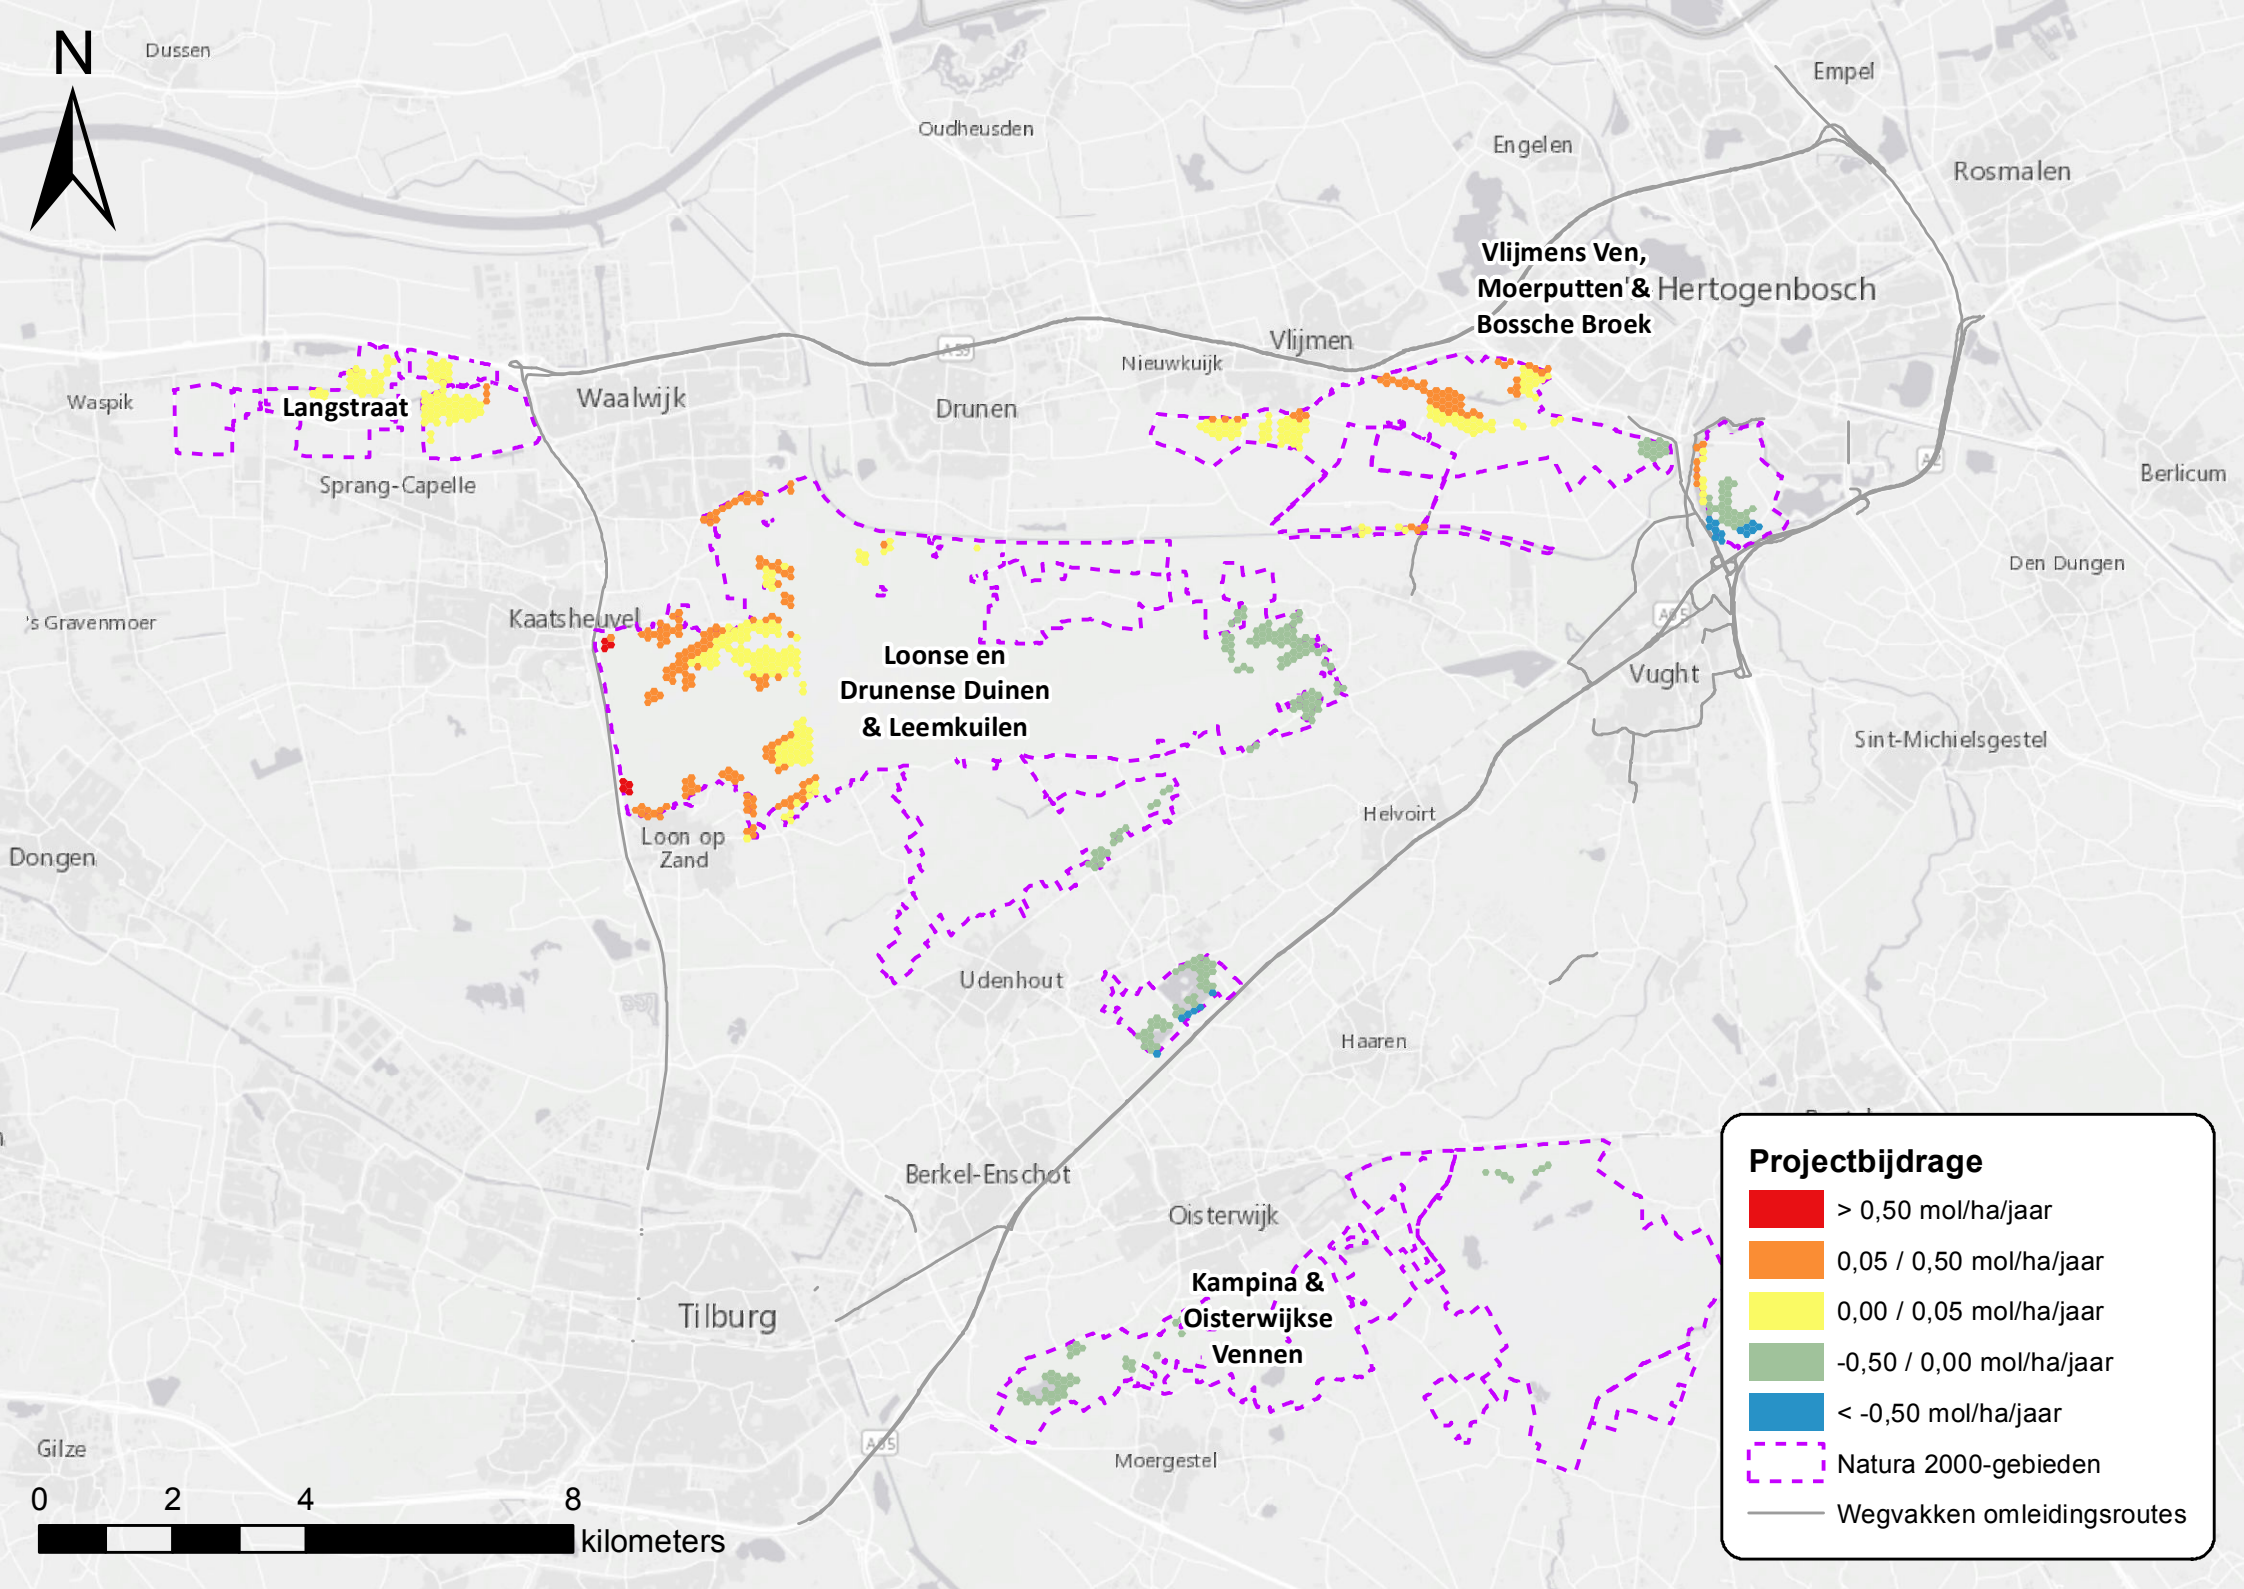 N
Dussen
Empel
Oudheusden
Engelen
Rosmalen
Vlijmens Ven,
Moerputten &
Bossche Broek
'
Hertogenbosch
Vlijmen
A59
Nieuwkuijk
Waspik
Langstraat
Waalwijk
Drunen
Sprang-Capelle
A2
Berlicum
Den Dungen
's Gravenmoer
Kaatsheuvel
A65
Loonse en
Drunense Duinen
& Leemkuilen
Vught
Sint-Michielsgestel
Helvoirt
Loon op
Zand
Dongen
Udenhout
Haaren
Berkel-Enschot
Oisterwijk
Kampina &
Oisterwijkse
Vennen
Tilburg
A65
Moergestel
Gilze
0 2 4 8
kilometers
Projectbijdrage
> 0,50 mol/ha/jaar
0,05 / 0,50 mol/ha/jaar
0,00 / 0,05 mol/ha/jaar
-0,50 / 0,00 mol/ha/jaar
< -0,50 mol/ha/jaar
Natura 2000-gebieden
Wegvakken omleidingsroutes